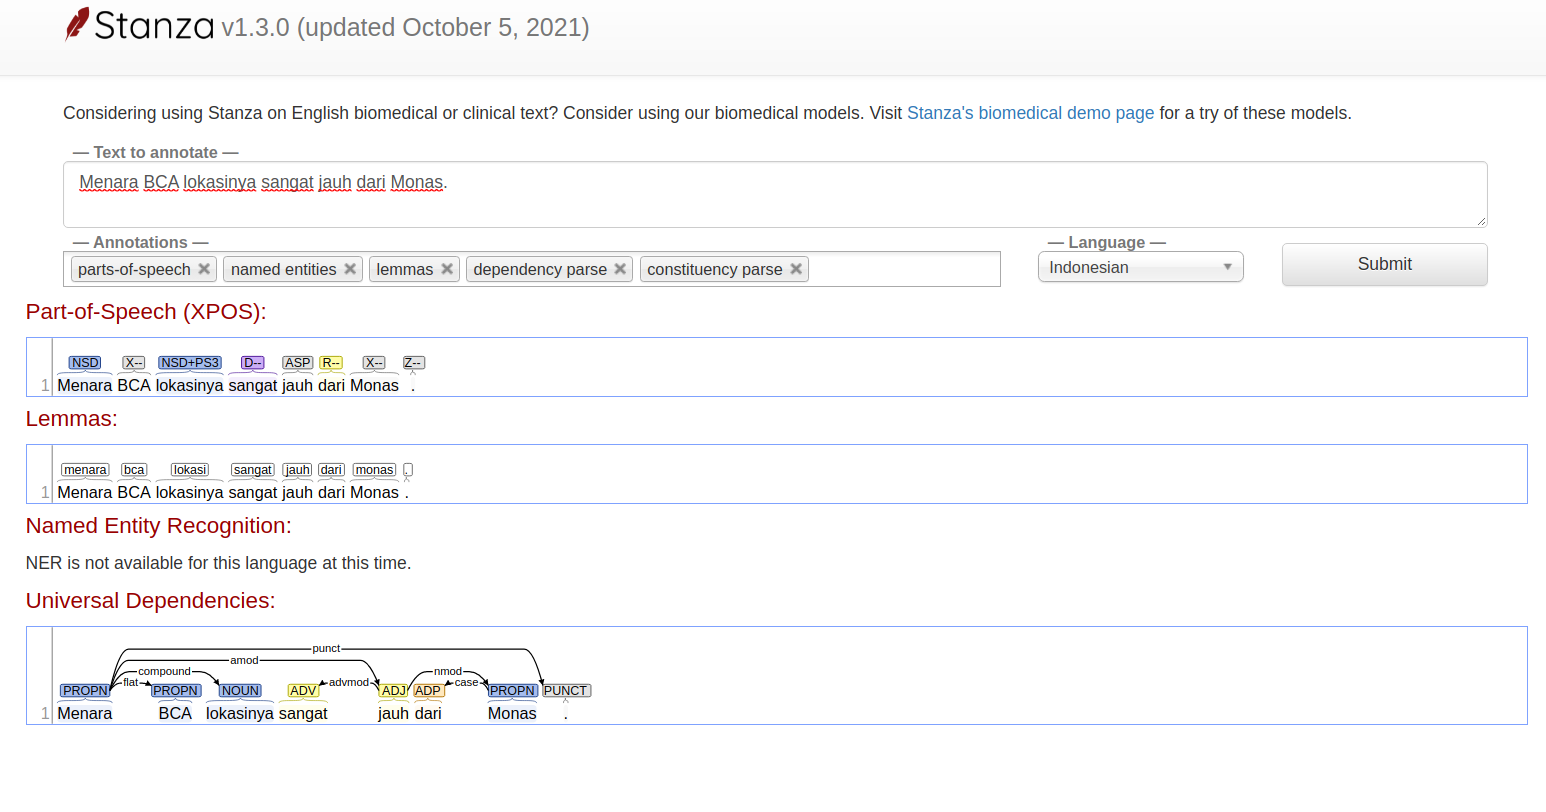 Stanza v1.3.0 (updated October 5, 2021)
Considering using Stanza on English biomedical or clinical text? Consider using our biomedical models. Visit Stanza's biomedical demo page for a try of these models.
— Text to annotate —
Menara BCA lokasinya sangat jauh dari Monas.
— Annotations —
— Language —
parts-of-speech named entities lemmas dependency parse constituency parse
Indonesian
Submit
Part-of-Speech (XPOS):
NSD X-- NSD+PS3 D-- ASP R-- X-- Z--
1 Menara BCA lokasinya sangat jauh dari Monas .
Lemmas:
menara bca lokasi sangat jauh dari monas .
1 Menara BCA lokasinya sangat jauh dari Monas .
Named Entity Recognition:
NER is not available for this language at this time.
Universal Dependencies:
punct
amod
compound nmod
flat advmod case
PROPN PROPN NOUN ADV ADJ ADP PROPN PUNCT
1 Menara BCA lokasinya sangat jauh dari Monas .